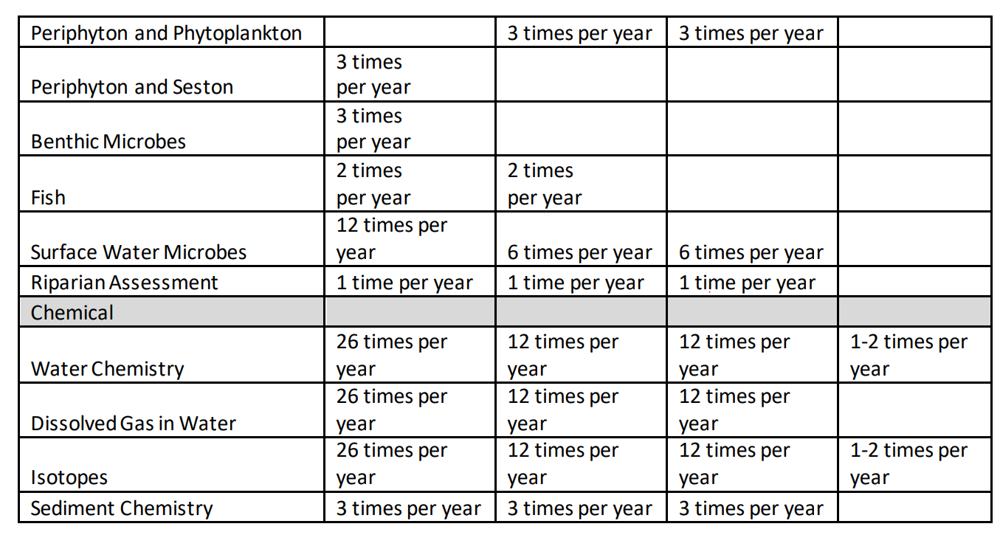 Periphyton and Phytoplankton 3 times per year 3 times per year
3 times
Periphyton and Seston per year
3 times
Benthic Microbes per year
2 times 2 times
Fish per year per year
12 times per
Surface Water Microbes year 6 times per year 6 times per year
Riparian Assessment 1 time per year 1 time per year 1 time per year
Chemical
26 times per 12 times per 12 times per 1-2 times per
Water Chemistry year year year year
26 times per 12 times per 12 times per
Dissolved Gas in Water year year year
26 times per 12 times per 12 times per 1-2 times per
Isotopes year year year year
Sediment Chemistry 3 times per year 3 times per year 3 times per year